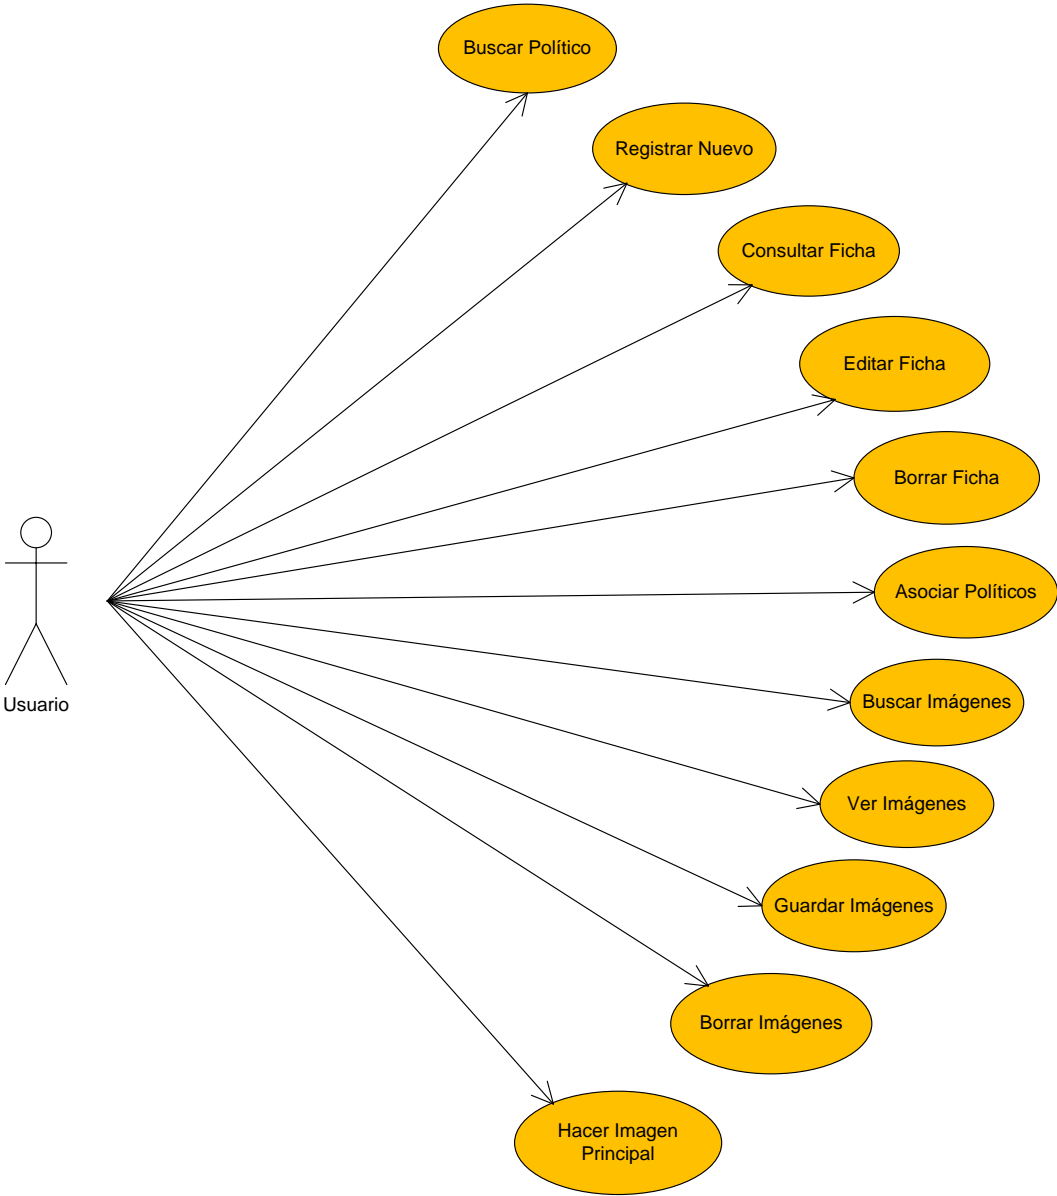 Buscar Político
Registrar Nuevo
Consultar Ficha
Editar Ficha
Borrar Ficha
Asociar Políticos
Usuario
Buscar Imágenes
Ver Imágenes
Guardar Imágenes
Borrar Imágenes
Hacer Imagen
Principal